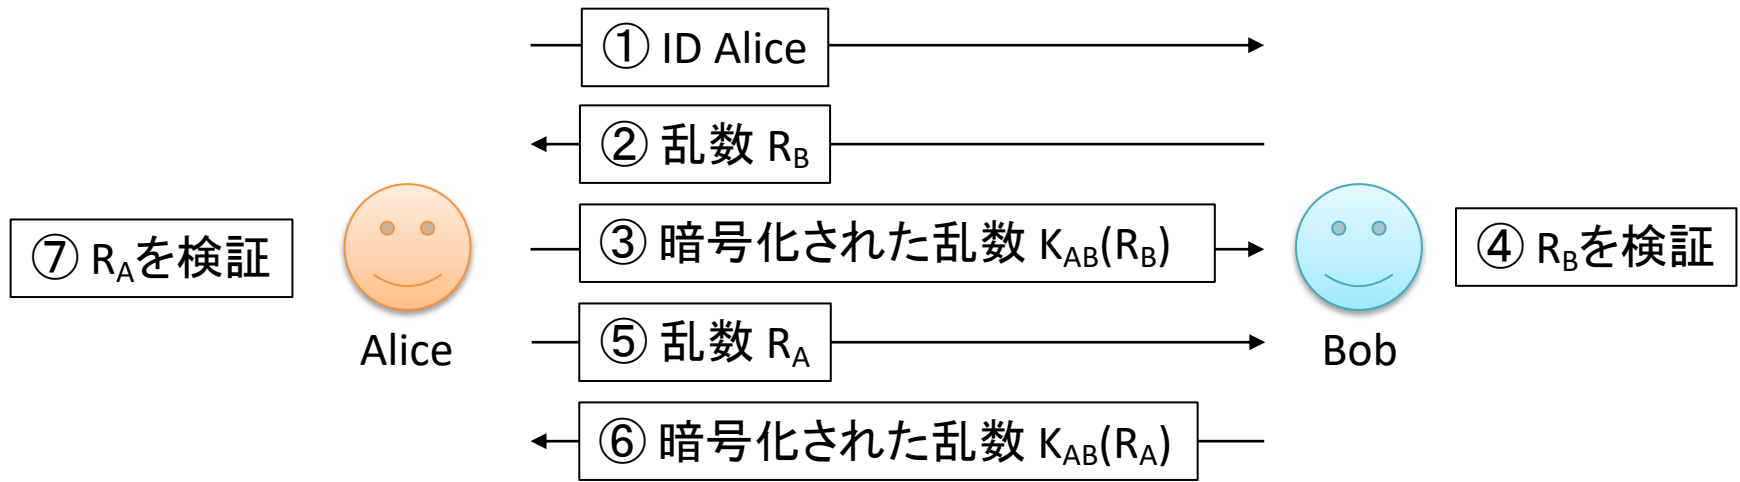 ① ID Alice
② 乱数 RB
③ 暗号化された乱数 KAB(RB)
⑦ RAを検証
④ RBを検証
Alice
⑤ 乱数 RA
Bob
⑥ 暗号化された乱数 KAB(RA)